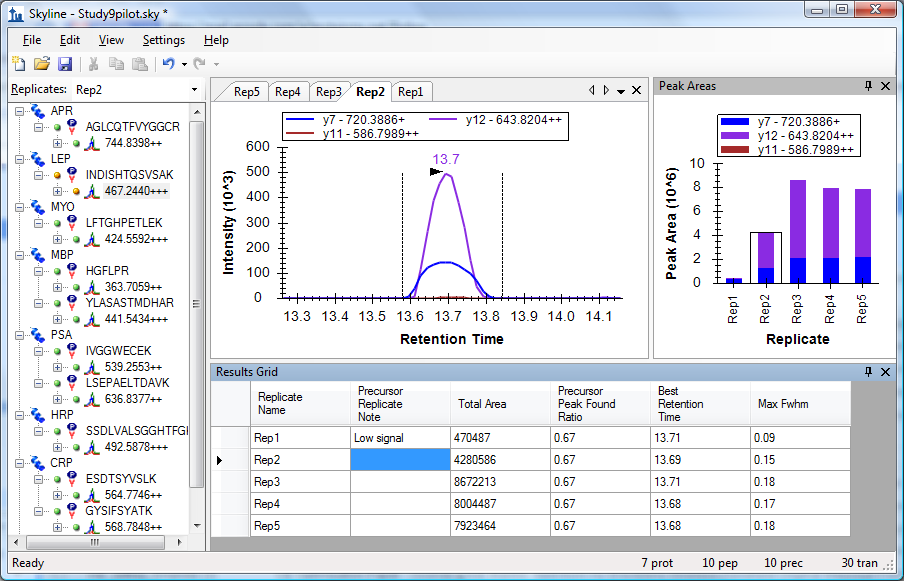 Skyline - Study9pilot.sky *
File Edit View Settings Help
Replicates: Rep2
APR
AGLCQTFVYGGCR
744.8398++
LEP
INDISHTQSVSAK
467.2440+++
MYO
LFTGHPETLEK
424.5592+++
MBP
HGFLPR
363.7059++
YLASASTMDHAR
441.5434+++
PSA
IVGGWECEK
539.2553++
LSEPAELTDAVK
636.8377++
HRP
SSDLVALSGGHTFGI
492.5878+++
CRP
ESDTSYVSLK
564.7746++
GYSIFSYATK
568.7848++
Rep5 Rep4 Rep3 Rep2 Rep1
y7 - 720.3886+ y12 - 643.8204++
y11 - 586.7989++
600
500
400
300
200
100
0
Intensity (10^3)
13.7
13.3 13.4 13.5 13.6 13.7 13.8 13.9 14.0 14.1
Retention Time
Peak Areas
y7 - 720.3886+
y12 - 643.8204++
y11 - 586.7989++
10
8
6
4
2
0
Peak Area (10^6)
Rep1 Rep2 Rep3 Rep4 Rep5
Replicate
Results Grid
Replicate Name Precursor Replicate Note Total Area Precursor Peak Found Ratio Best Retention Time Max Fwhm
Rep1 Low signal 470487 0.67 13.71 0.09
Rep2 4280586 0.67 13.69 0.15
Rep3 8672213 0.67 13.71 0.18
Rep4 8004487 0.67 13.68 0.17
Rep5 7923464 0.67 13.68 0.18
Ready 7 prot 10 pep 10 prec 30 tran